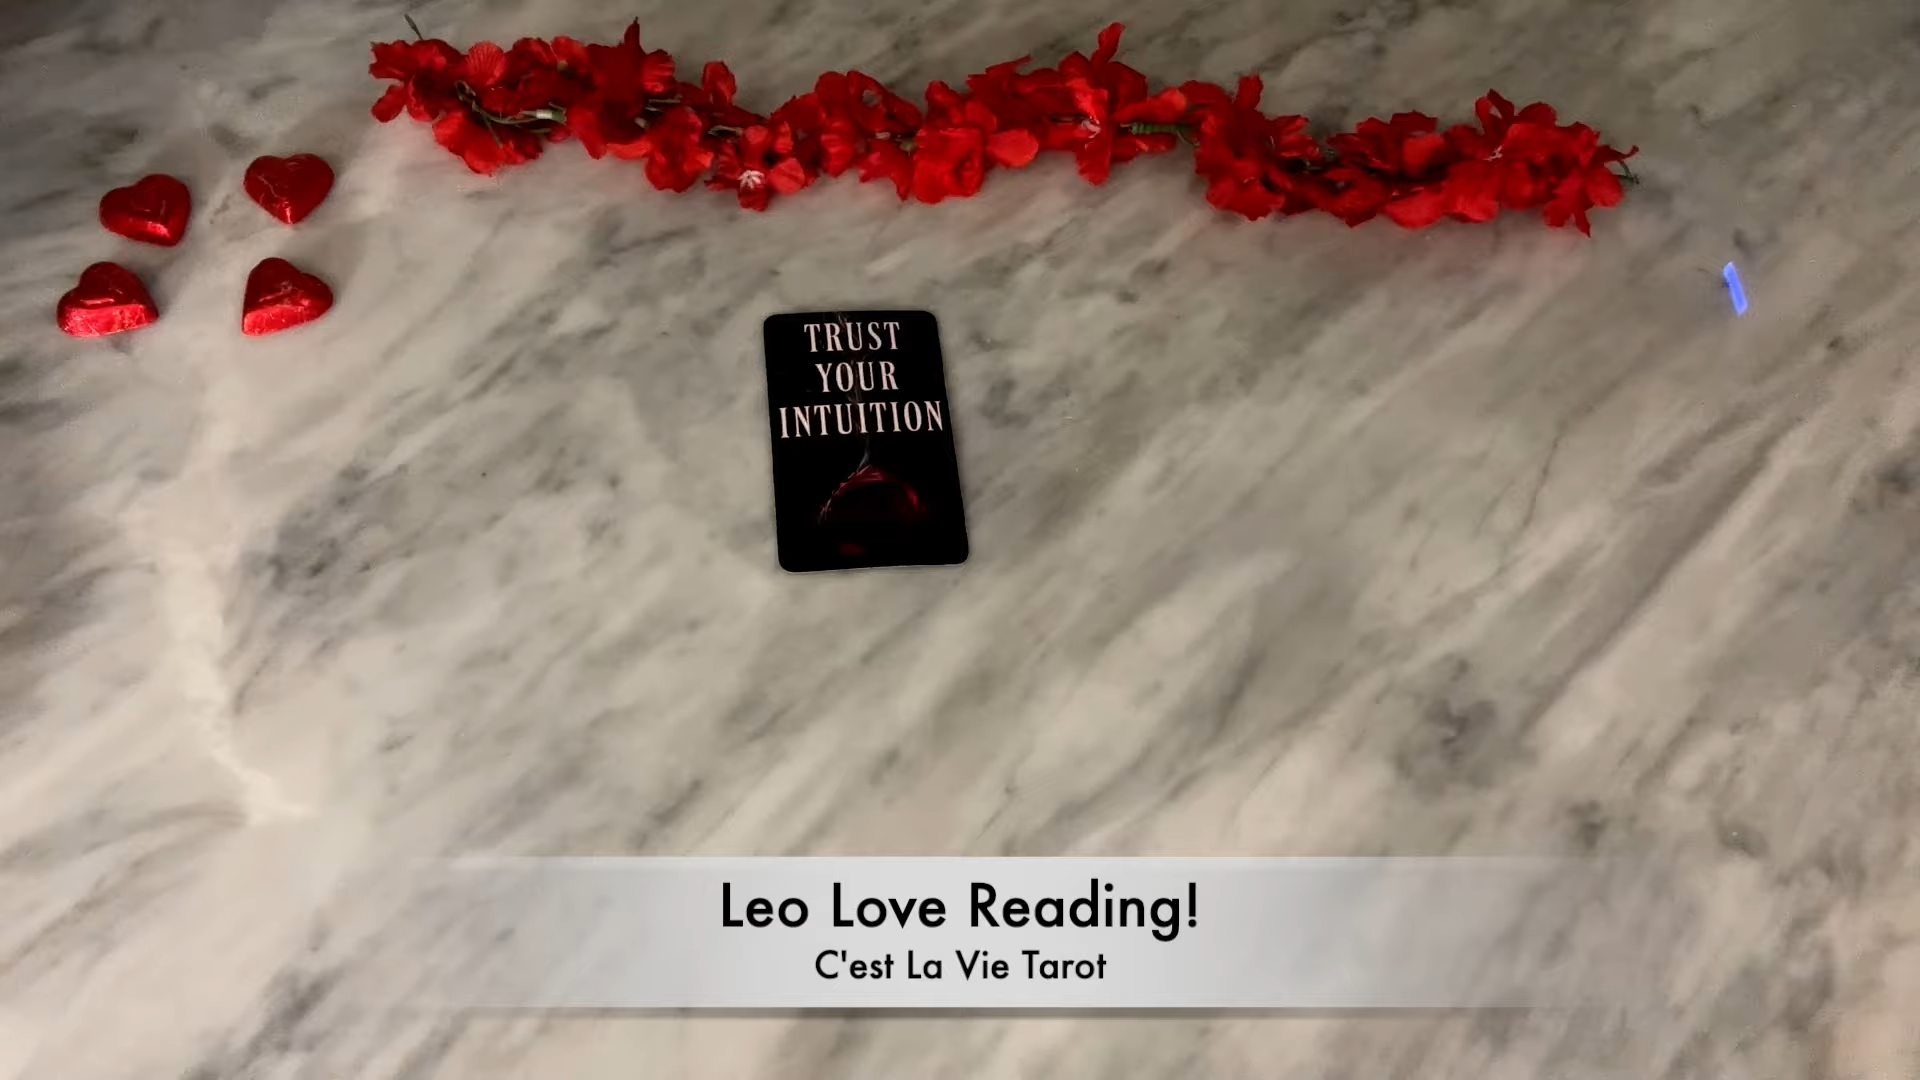 TRUST
YOUR
INTUITION
Leo Love Reading!
C'est La Vie Tarot